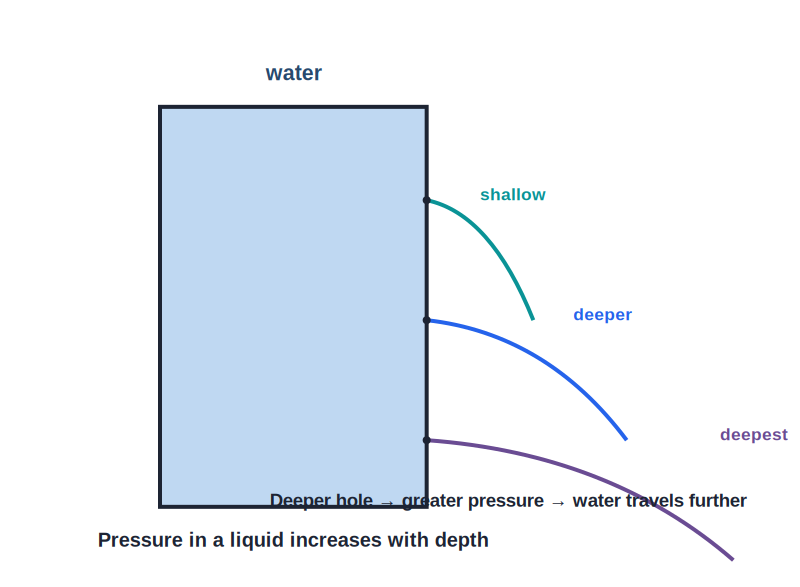 water
shallow
deeper
deepest
Deeper hole → greater pressure → water travels further
Pressure in a liquid increases with depth